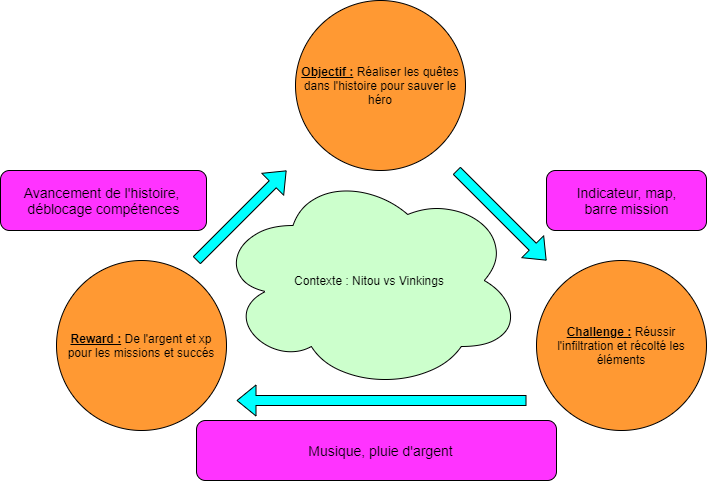 Objectif : Réaliser les quêtes
dans l'histoire pour sauver le
héro
Avancement de l'histoire,
déblocage compétences
Indicateur, map,
barre mission
Contexte : Nitou vs Vinkings
Reward : De l'argent et xp
pour les missions et succés
Challenge : Réussir
l'infiltration et récolté les
éléments
Musique, pluie d'argent